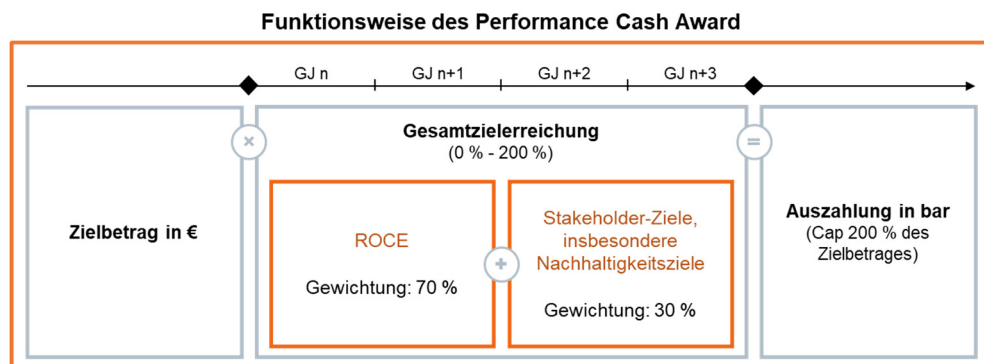 Funktionsweise des Performance Cash Award
GJ n
GJ n+1
GJ n+2
GJ n+3
Zielbetrag in €
×
Gesamtzielerreichung
(0 % - 200 %)
ROCE
Gewichtung: 70 %
+
Stakeholder-Ziele,
insbesondere
Nachhaltigkeitsziele
Gewichtung: 30 %
=
Auszahlung in bar
(Cap 200 % des
Zielbetrages)